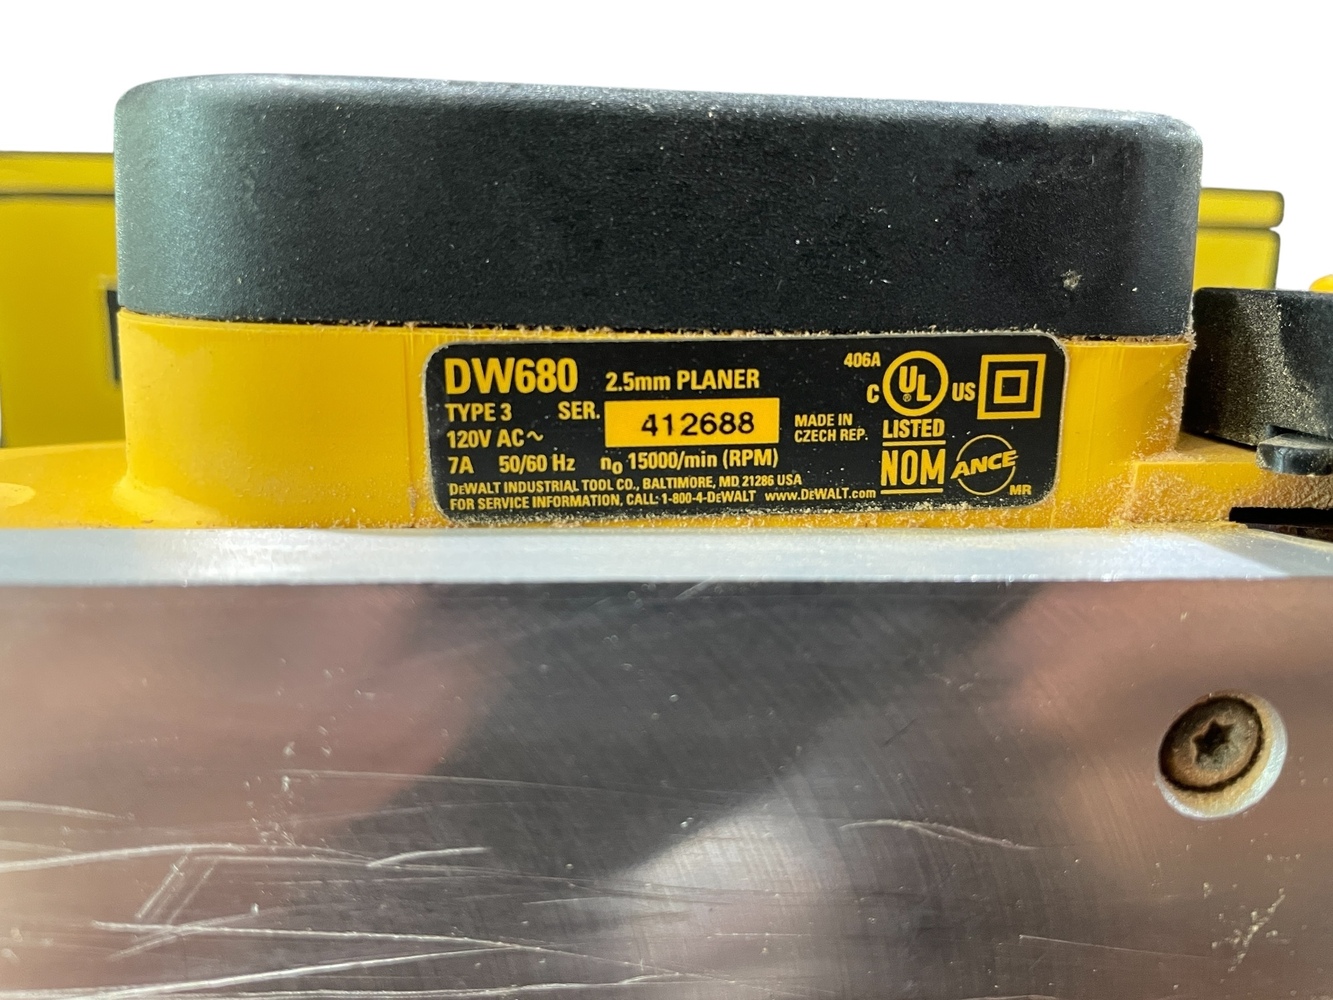 DW680 2.5mm PLANER
TYPE 3 SER. 412688
120V AC~
7A 50/60 Hz n₀ 15000/min (RPM)
MADE IN
CZECH REP.
DEWALT INDUSTRIAL TOOL CO., BALTIMORE, MD 21286 USA
FOR SERVICE INFORMATION, CALL: 1-800-4-DEWALT www.DEWALT.com
406A
C UL® US
LISTED
NOM
ANCE
MR